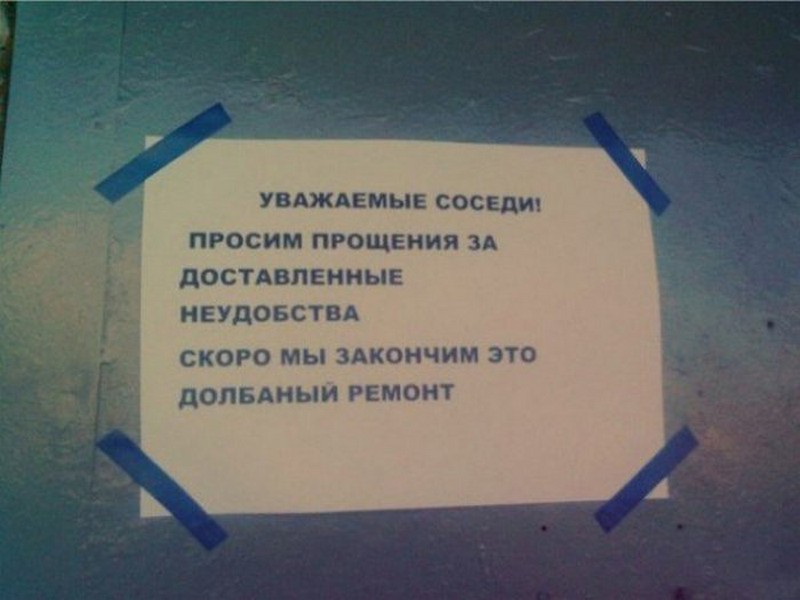 УВАЖАЕМЫЕ СОСЕДИ!
ПРОСИМ ПРОЩЕНИЯ ЗА
ДОСТАВЛЕННЫЕ
НЕУДОБСТВА
СКОРО МЫ ЗАКОНЧИМ ЭТО
ДОЛБАНЫЙ РЕМОНТ